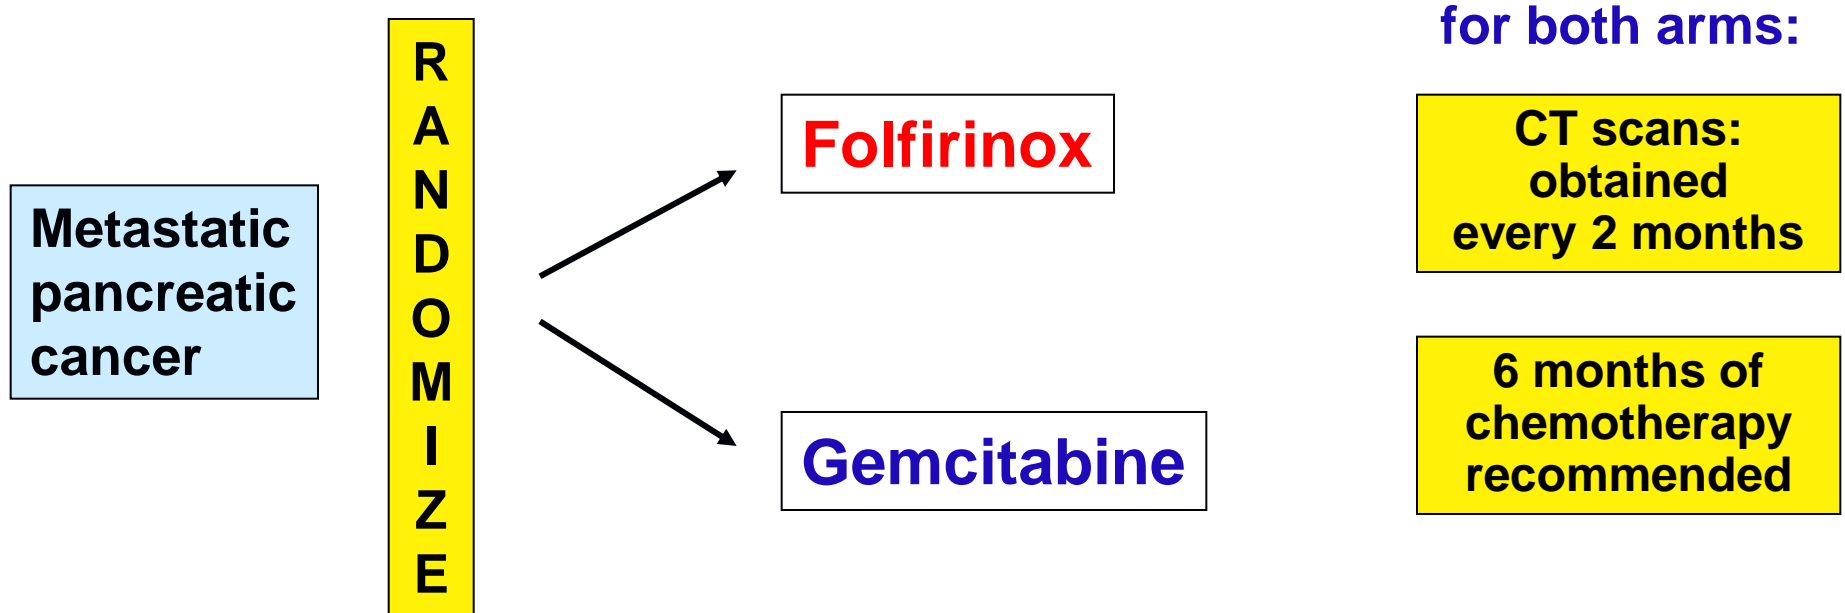 Metastatic
pancreatic
cancer
R
A
N
D
O
M
I
Z
E
Folfirinox
Gemcitabine
for both arms:
CT scans:
obtained
every 2 months
6 months of
chemotherapy
recommended